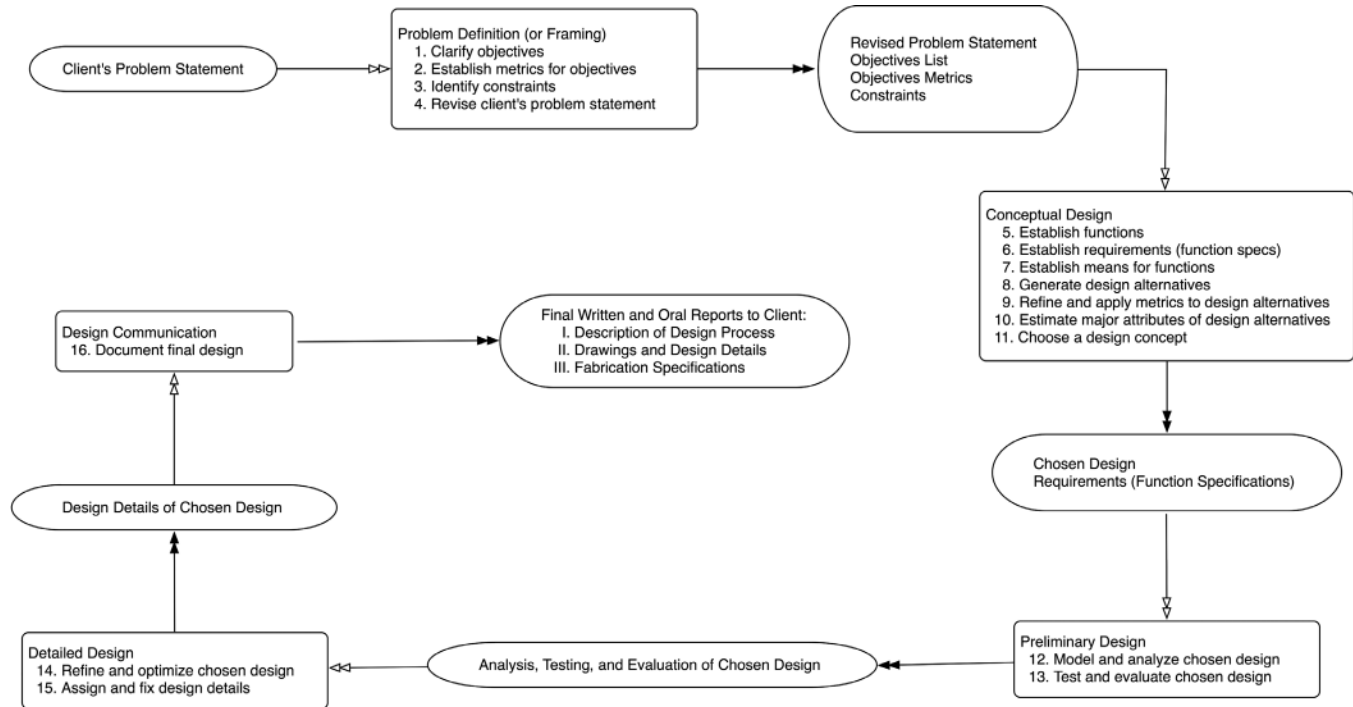 Client's Problem Statement
Problem Definition (or Framing)
1. Clarify objectives
2. Establish metrics for objectives
3. Identify constraints
4. Revise client's problem statement
Revised Problem Statement
Objectives List
Objectives Metrics
Constraints
Conceptual Design
5. Establish functions
6. Establish requirements (function specs)
7. Establish means for functions
8. Generate design alternatives
9. Refine and apply metrics to design alternatives
10. Estimate major attributes of design alternatives
11. Choose a design concept
Chosen Design
Requirements (Function Specifications)
Preliminary Design
12. Model and analyze chosen design
13. Test and evaluate chosen design
Analysis, Testing, and Evaluation of Chosen Design
Detailed Design
14. Refine and optimize chosen design
15. Assign and fix design details
Design Details of Chosen Design
Design Communication
16. Document final design
Final Written and Oral Reports to Client:
I. Description of Design Process
II. Drawings and Design Details
III. Fabrication Specifications